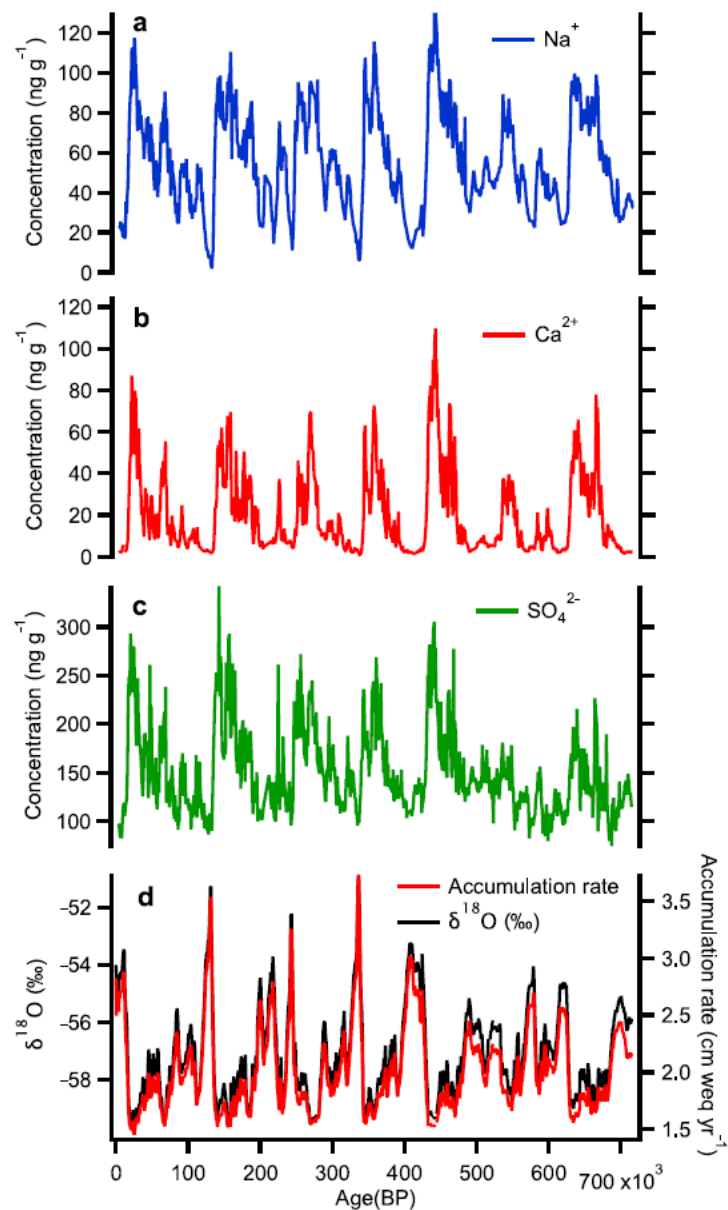 a
Na⁺
Concentration (ng g⁻¹)
120
100
80
60
40
20
0
b
Ca²⁺
Concentration (ng g⁻¹)
120
100
80
60
40
20
0
c
SO₄²⁻
Concentration (ng g⁻¹)
300
250
200
150
100
d
Accumulation rate
δ¹⁸O (‰)
δ¹⁸O (‰)
−52
−54
−56
−58
Accumulation rate (cm weq yr⁻¹)
3.5
3.0
2.5
2.0
1.5
0 100 200 300 400 500 600 700 x10³
Age(BP)